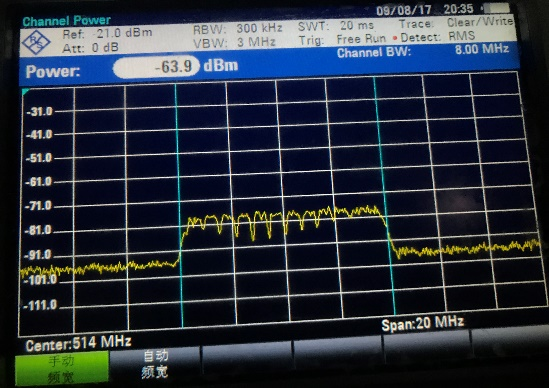 Channel Power 09/08/17 20:35
Ref: -21.0 dBm RBW: 300 kHz SWT: 20 ms Trace: Clear/Write
Att: 0 dB VBW: 3 MHz Trig: Free Run Detect: RMS
Channel BW: 8.00 MHz
Power: -63.9 dBm
-31.0
-41.0
-51.0
-61.0
-71.0
-81.0
-91.0
-101.0
-111.0
Center:514 MHz Span:20 MHz
手动 自动
频宽 频宽